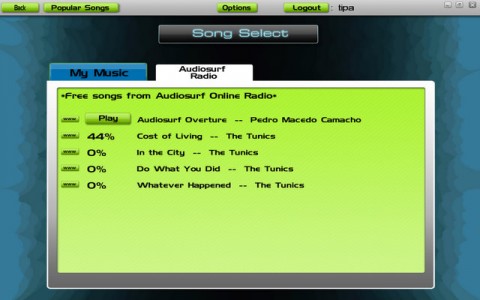 Back Popular Songs Options Logout : tipa
Song Select
My Music
Audiosurf
Radio
•Free songs from Audiosurf Online Radio•
www Play Audiosurf Overture -- Pedro Macedo Camacho
www 44% Cost of Living -- The Tunics
www 0% In the City -- The Tunics
www 0% Do What You Did -- The Tunics
www 0% Whatever Happened -- The Tunics